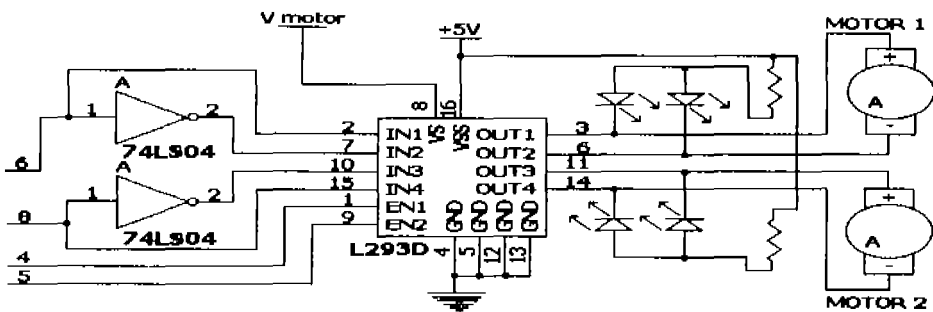 V motor
+5V
MOTOR 1
A
1 2
74LS04
6
A
1 2
74LS04
8
4
5
8 16
VS VSS
2 IN1 OUT1 3
7 IN2 OUT2 6
10 IN3 OUT3 11
15 IN4 OUT4 14
1 EN1
9 EN2
GND GND GND GND
L293D
4 5 12 13
+
A
-
+
A
-
MOTOR 2